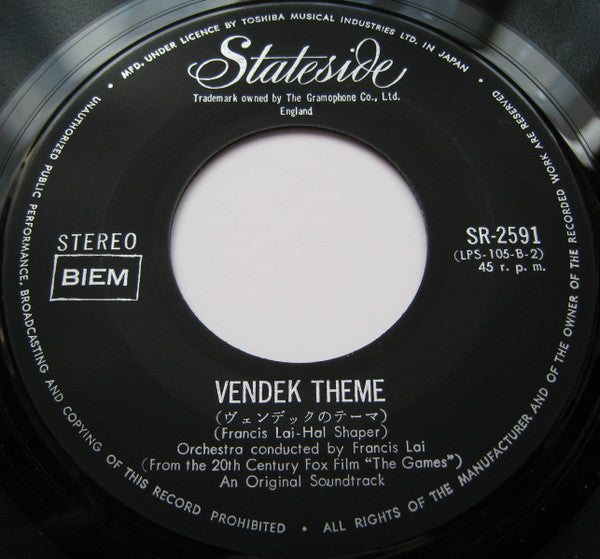 • MFD. UNDER LICENCE BY TOSHIBA MUSICAL INDUSTRIES LTD. IN JAPAN •
Stateside
Trademark owned by The Gramophone Co., Ltd.
England
STEREO
BIEM
SR-2591
(LPS-105-B-2)
45 r. p. m.
VENDEK THEME
(ヴェンデックのテーマ)
(Francis Lai-Hal Shaper)
Orchestra conducted by Francis Lai
(From the 20th Century Fox Film “The Games”)
An Original Soundtrack
UNAUTHORIZED PUBLIC PERFORMANCE, BROADCASTING AND COPYING OF THIS RECORD PROHIBITED • ALL RIGHTS OF THE MANUFACTURER AND OF THE OWNER OF THE RECORDED WORK ARE RESERVED